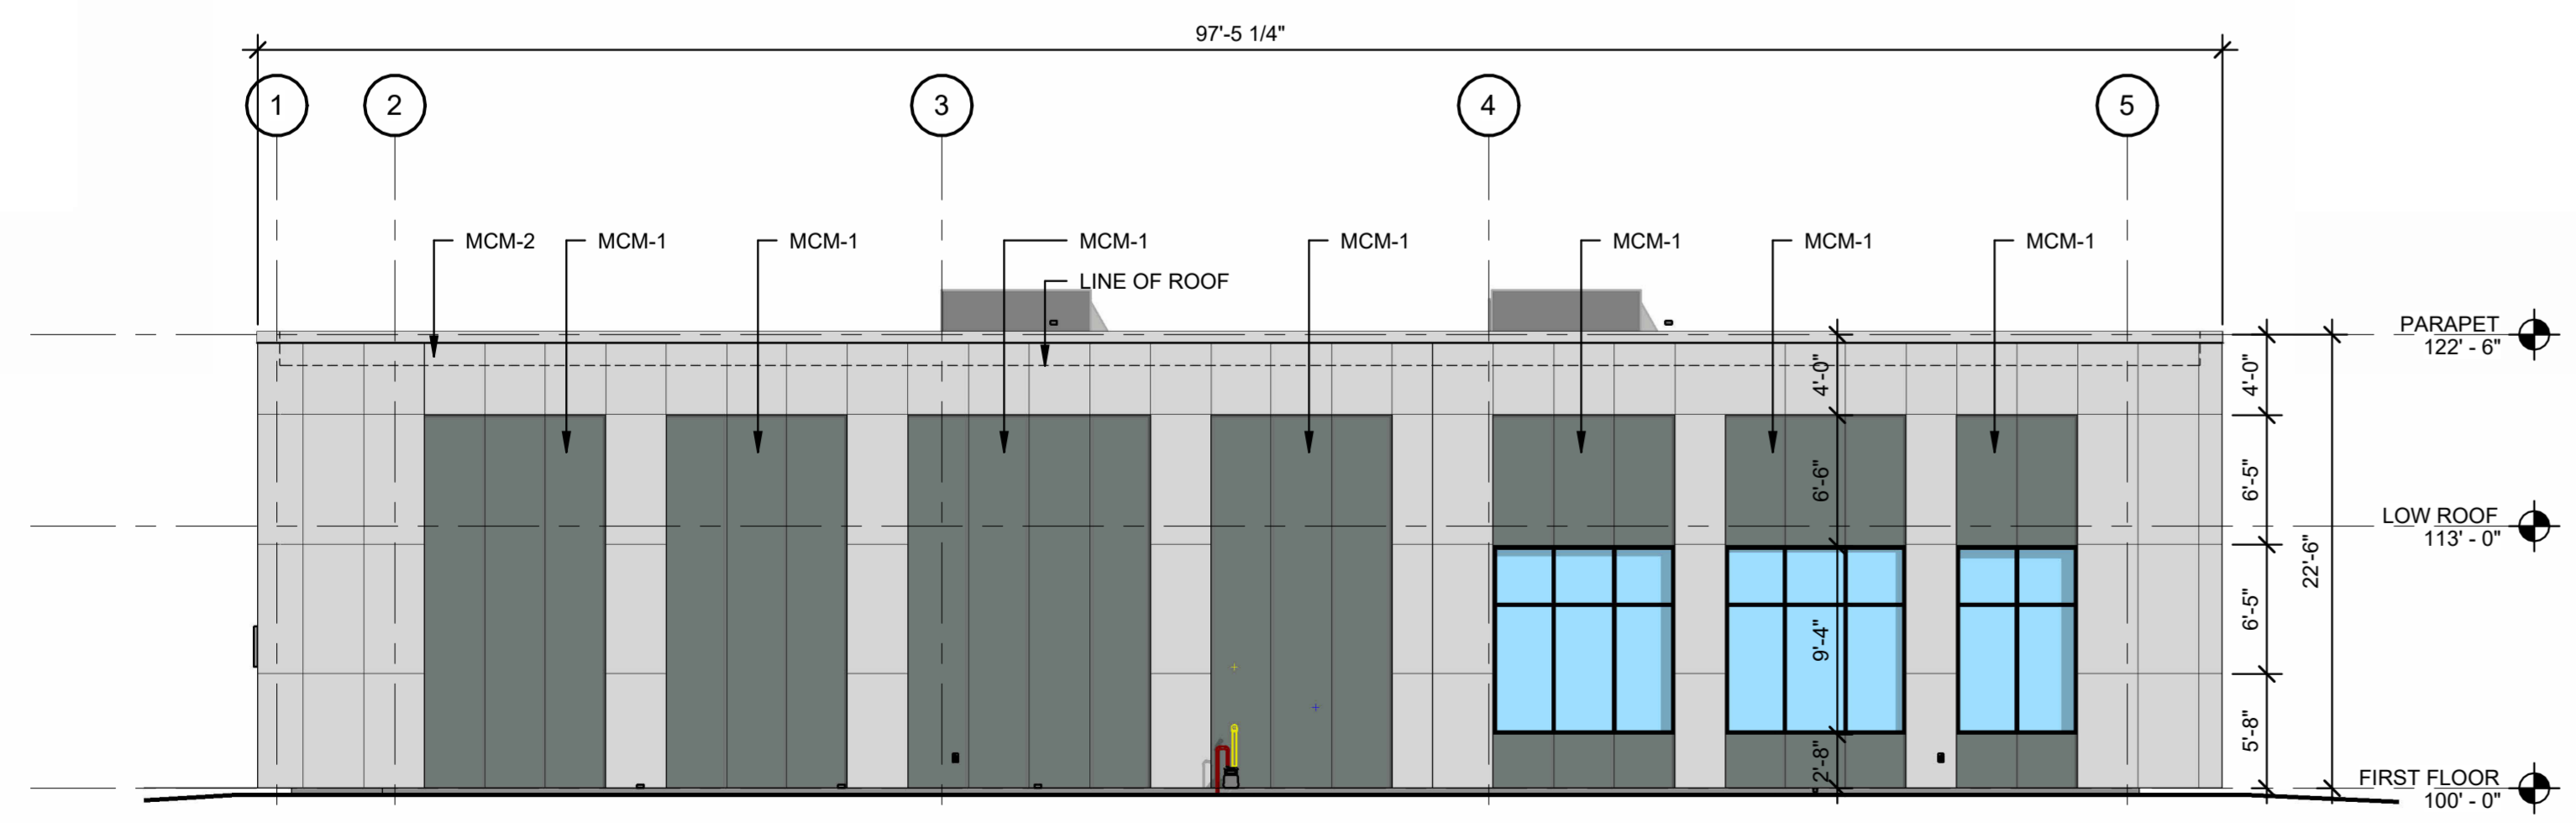 97'-5 1/4"
1
2
3
4
5
MCM-2
MCM-1
MCM-1
MCM-1
MCM-1
MCM-1
MCM-1
MCM-1
LINE OF ROOF
PARAPET
122' - 6"
4'-0"
4'-0"
6'-6"
6'-5"
LOW ROOF
113' - 0"
22'-6"
9'-4"
6'-5"
2'-8"
5'-8"
FIRST FLOOR
100' - 0"